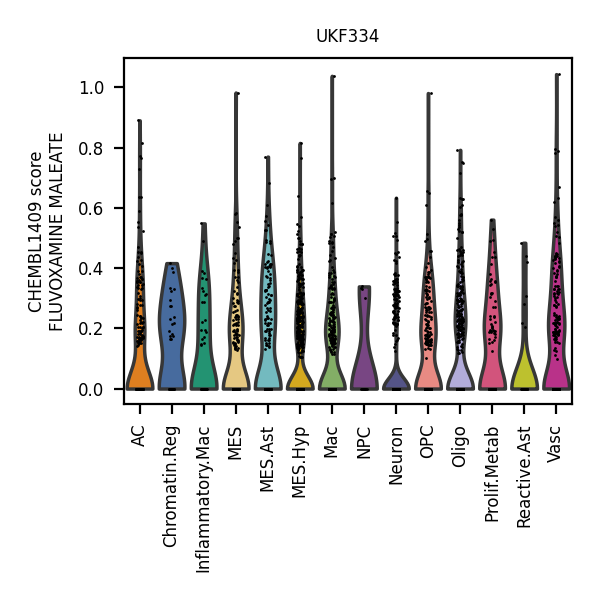 UKF334
CHEMBL1409 score
FLUVOXAMINE MALEATE
1.0
0.8
0.6
0.4
0.2
0.0
AC
Chromatin.Reg
Inflammatory.Mac
MES
MES.Ast
MES.Hyp
Mac
NPC
Neuron
OPC
Oligo
Prolif.Metab
Reactive.Ast
Vasc